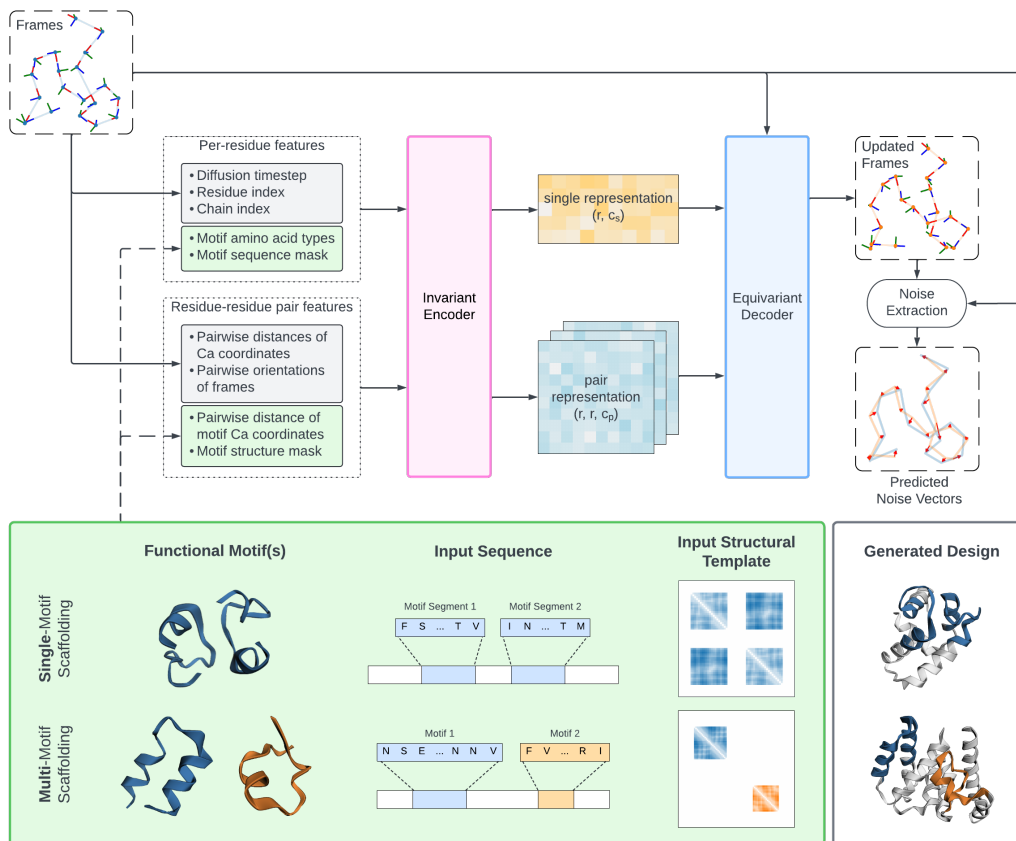 Frames
Per-residue features
• Diffusion timestep
• Residue index
• Chain index
• Motif amino acid types
• Motif sequence mask
Residue-residue pair features
• Pairwise distances of
Ca coordinates
• Pairwise orientations
of frames
• Pairwise distance of
motif Ca coordinates
• Motif structure mask
Invariant
Encoder
single representation
(r, cs)
pair
representation
(r, r, cp)
Equivariant
Decoder
Updated
Frames
Noise
Extraction
Predicted
Noise Vectors
Functional Motif(s)
Input Sequence
Input Structural
Template
Generated Design
Single-Motif
Scaffolding
Motif Segment 1
Motif Segment 2
F S ... T V
I N ... T M
Multi-Motif
Scaffolding
Motif 1
Motif 2
N S E ... N N V
F V ... R I